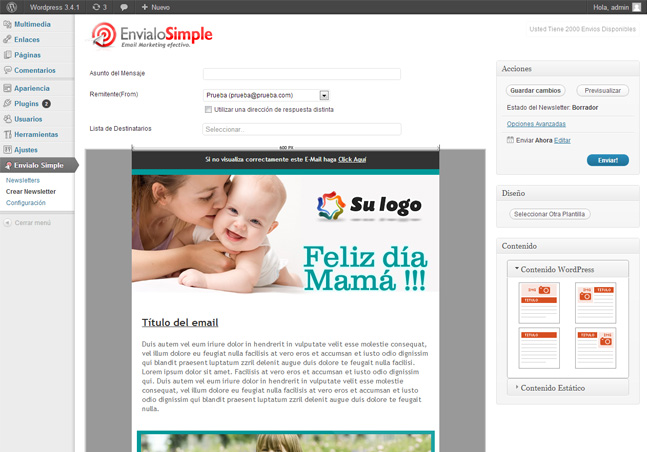 Wordpress 3.4.1 3 Nuevo Hola, admin
Multimedia
Enlaces
Páginas
Comentarios
Apariencia
Plugins 2
Usuarios
Herramientas
Ajustes
Envialo Simple
Newsletters
Crear Newsletter
Configuración
Cerrar menú
EnvialoSimple
Email Marketing efectivo.
Usted Tiene 2000 Envios Disponibles
Asunto del Mensaje
Remitente(From) Prueba (prueba@prueba.com)
Utilizar una dirección de respuesta distinta
Lista de Destinatarios Seleccionar..
600 PX
Si no visualiza correctamente este E-Mail haga Click Aquí
Su logo
Feliz día
Mamá !!!
Título del email
Duis autem vel eum iriure dolor in hendrerit in vulputate velit esse molestie consequat,
vel illum dolore eu feugiat nulla facilisis at vero eros et accumsan et iusto odio dignissim
qui blandit praesent luptatum zzril delenit augue duis dolore te feugait nulla facilisi.
Lorem ipsum dolor sit amet. Facilisis at vero eros et accumsan et iusto odio dignissim
qui. Duis autem vel eum iriure dolor in hendrerit in vulputate velit esse molestie
consequat, vel illum dolore eu feugiat nulla facilisis at vero eros et accumsan et iusto
odio dignissim qui blandit praesent luptatum zzril delenit augue duis dolore te feugait
nulla.
Acciones
Guardar cambios Previsualizar
Estado del Newsletter: Borrador
Opciones Avanzadas
Enviar Ahora Editar
Enviar!
Diseño
Seleccionar Otra Plantilla
Contenido
Contenido WordPress
IMG TITULO
TITULO IMG
TITULO TITULO
IMG
Contenido Estático